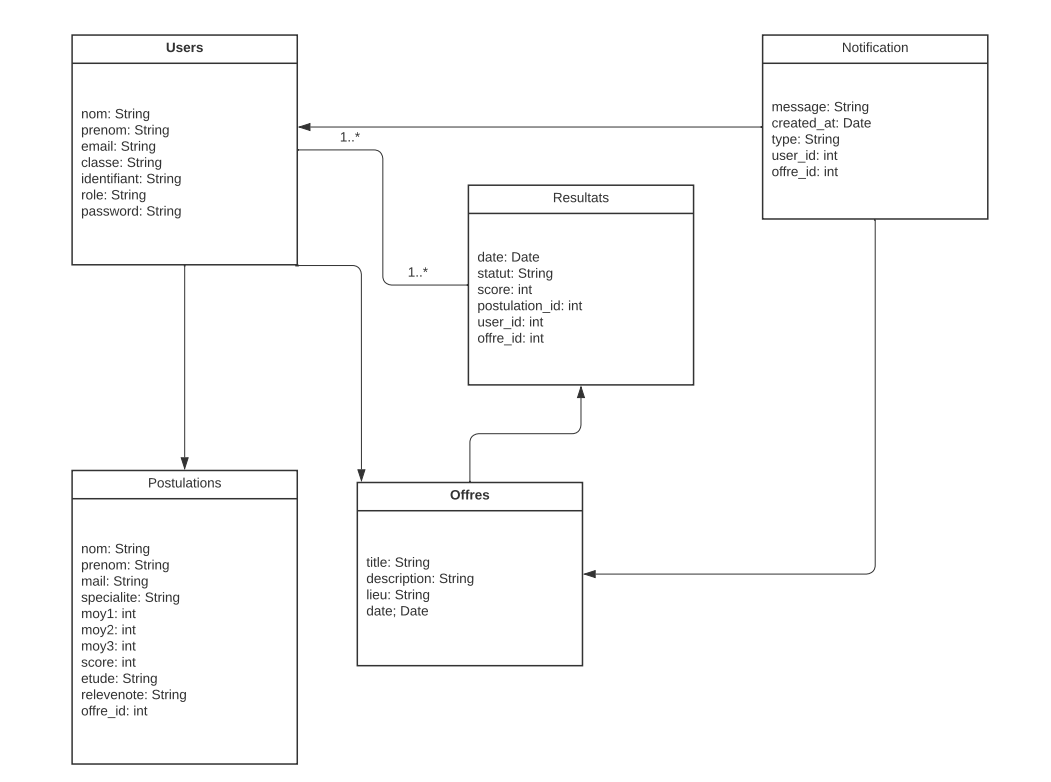 Users
nom: String
prenom: String
email: String
classe: String
identifiant: String
role: String
password: String
Notification
message: String
created_at: Date
type: String
user_id: int
offre_id: int
1..*
1..*
Resultats
date: Date
statut: String
score: int
postulation_id: int
user_id: int
offre_id: int
Postulations
nom: String
prenom: String
mail: String
specialite: String
moy1: int
moy2: int
moy3: int
score: int
etude: String
relevenote: String
offre_id: int
Offres
title: String
description: String
lieu: String
date; Date